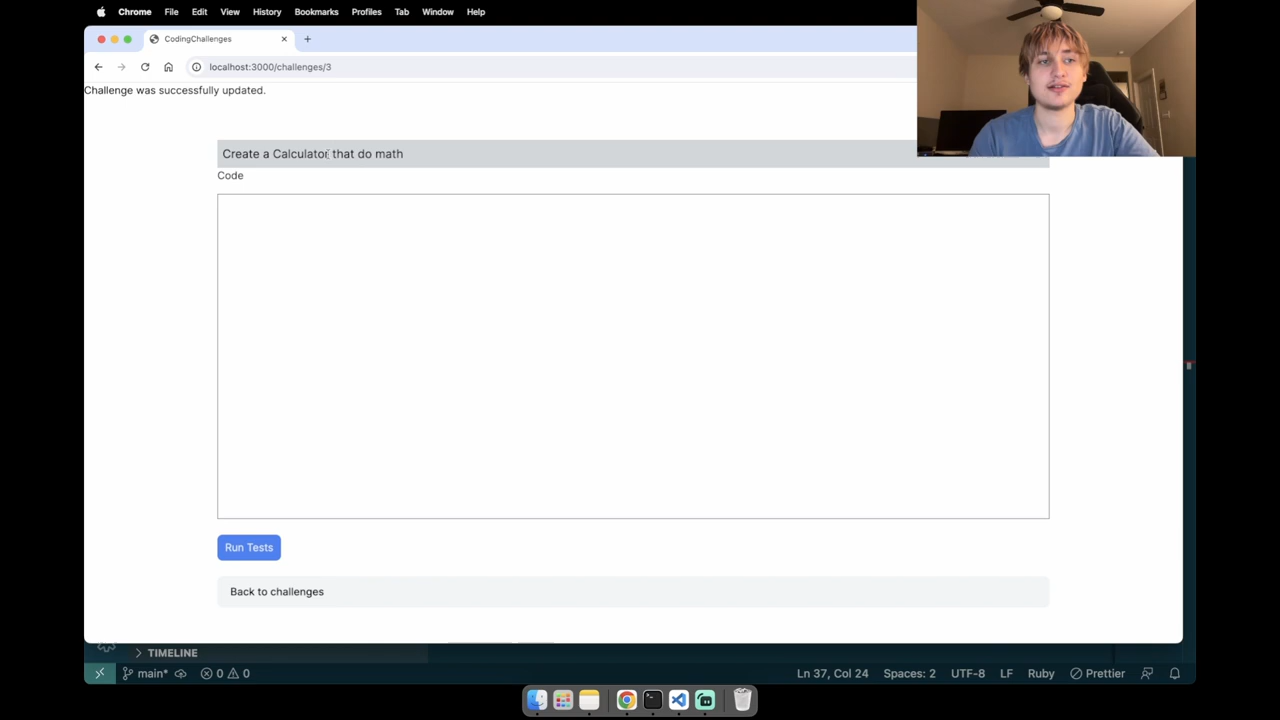 Chrome File Edit View History Bookmarks Profiles Tab Window Help
CodingChallenges
localhost:3000/challenges/3
Challenge was successfully updated.
Create a Calculator that do math
Code
Run Tests
Back to challenges
TIMELINE
main* 0 0 Ln 37, Col 24 Spaces: 2 UTF-8 LF Ruby Prettier